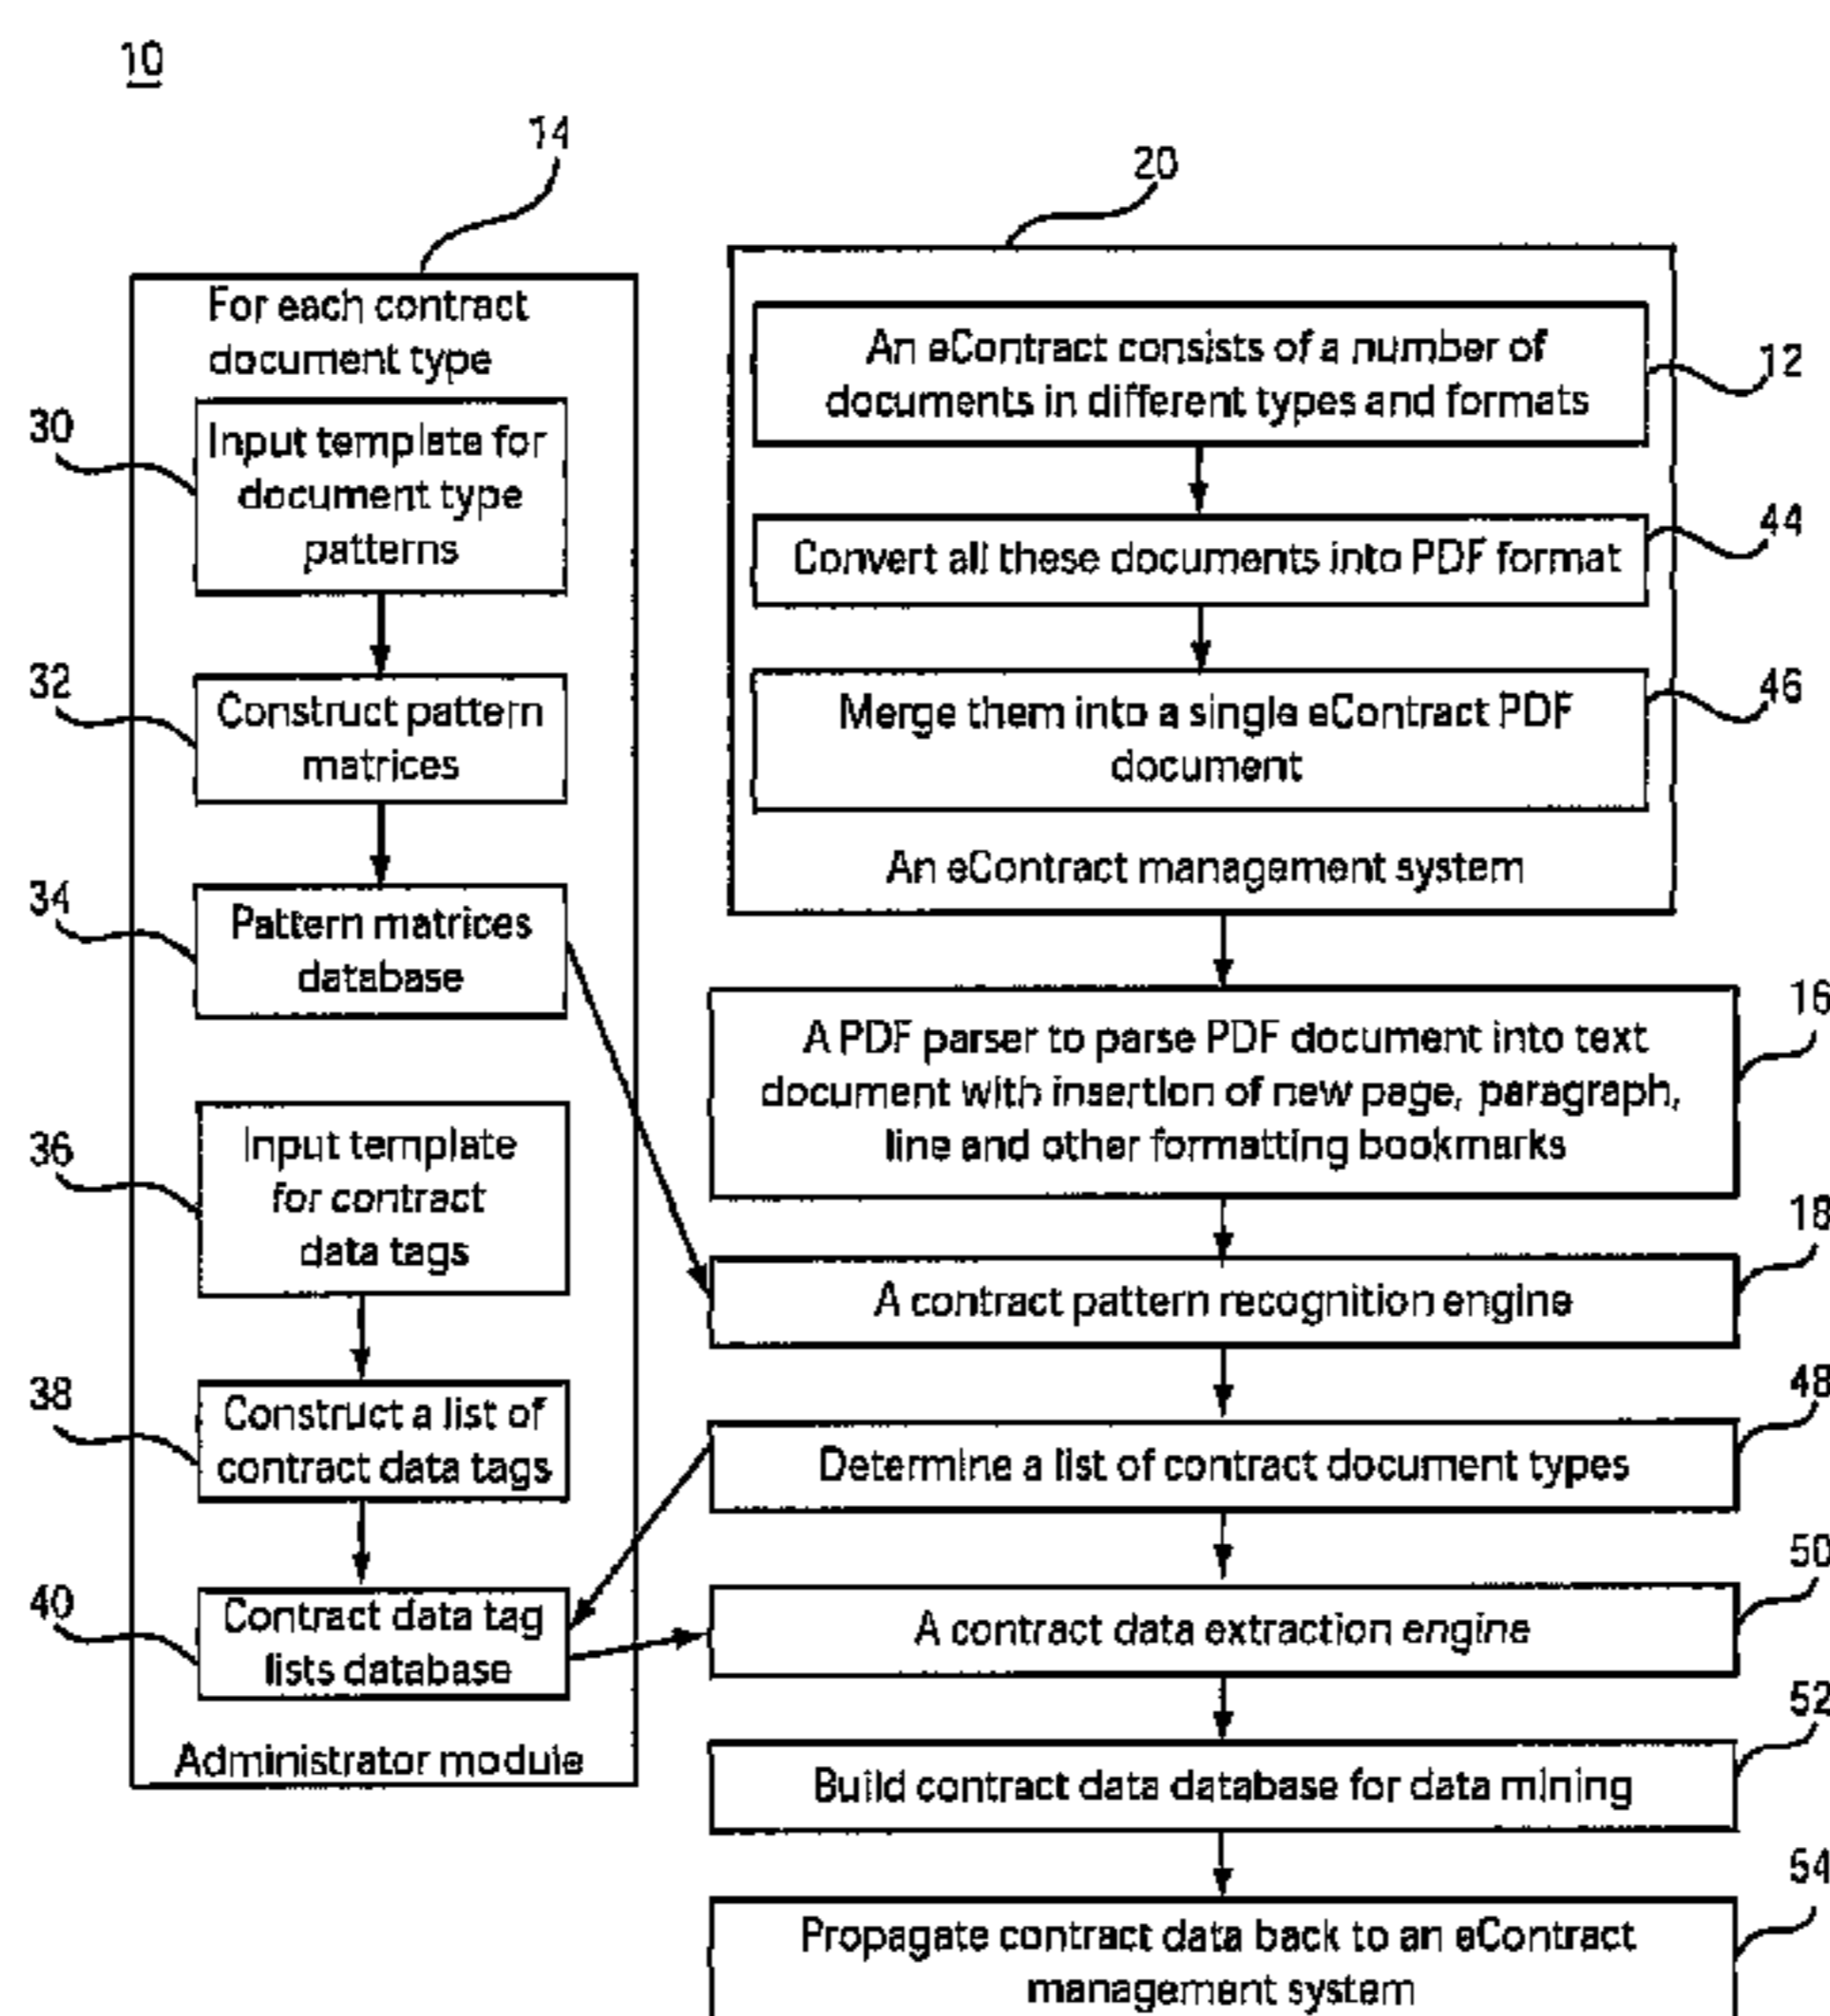 10
14
For each contract
document type
30
Input template for
document type
patterns
32
Construct pattern
matrices
34
Pattern matrices
database
36
Input template
for contract
data tags
38
Construct a list of
contract data tags
40
Contract data tag
lists database
Administrator module
20
An eContract consists of a number of
documents in different types and formats
12
Convert all these documents into PDF format
44
Merge them into a single eContract PDF
document
46
An eContract management system
A PDF parser to parse PDF document into text
document with insertion of new page, paragraph,
line and other formatting bookmarks
16
A contract pattern recognition engine
18
Determine a list of contract document types
48
A contract data extraction engine
50
Build contract data database for data mining
52
Propagate contract data back to an eContract
management system
54